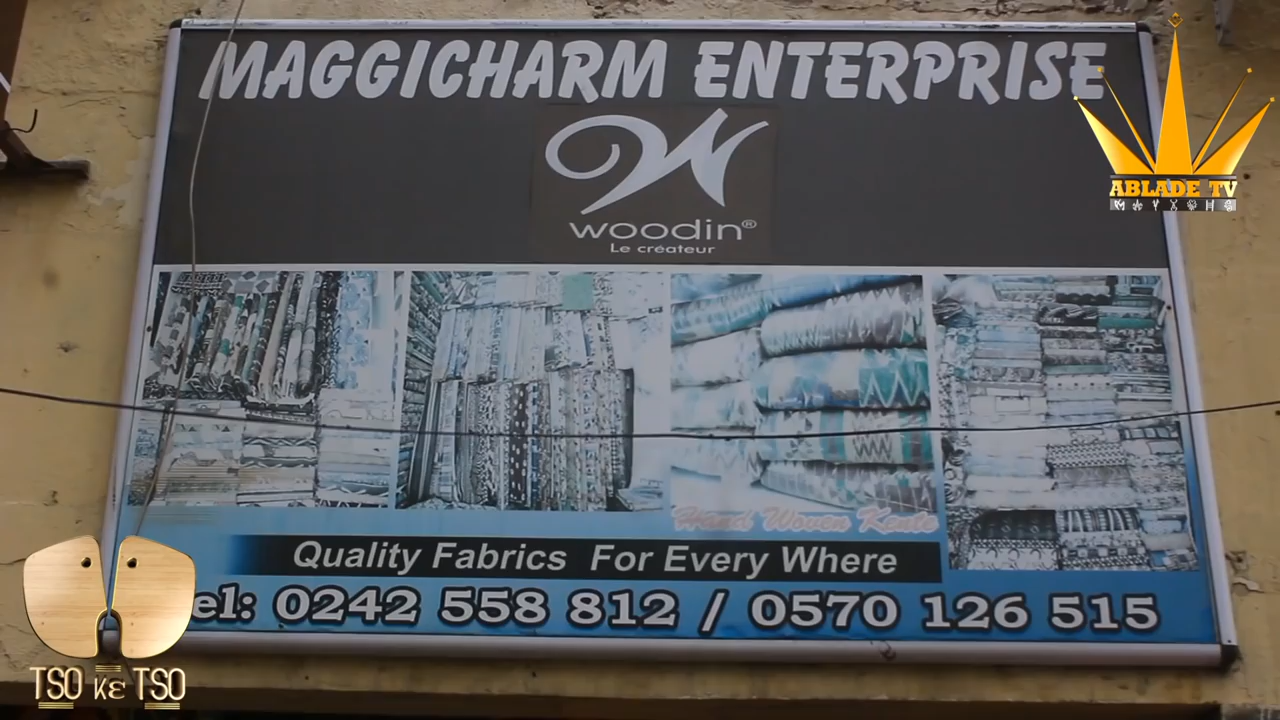 MAGGICHARM ENTERPRISE
woodin®
Le créateur
ABLADE TV
Hand Woven Kente
Quality Fabrics For Every Where
el: 0242 558 812 / 0570 126 515
TSO Kɛ TSO